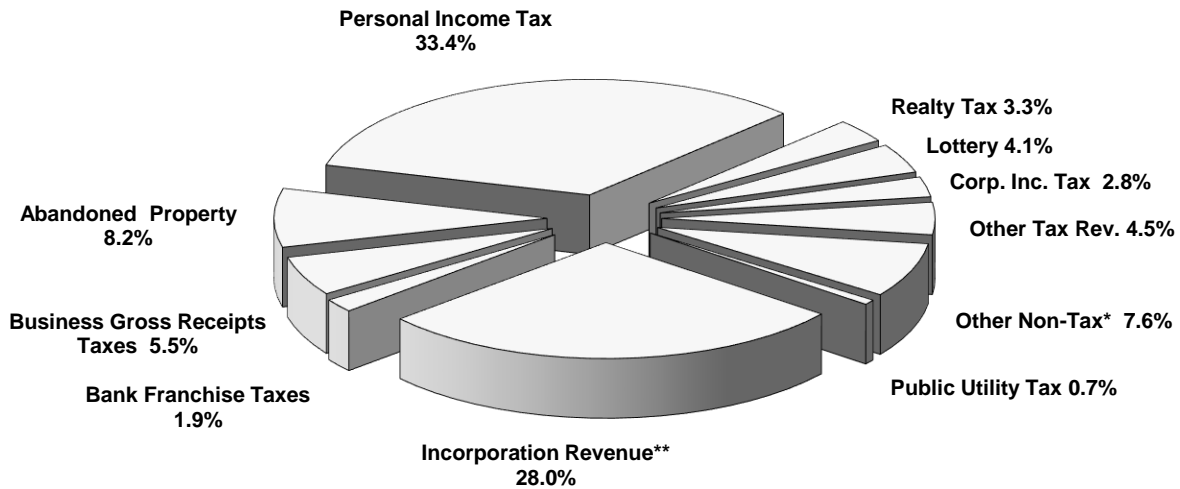 Personal Income Tax
33.4%
Realty Tax 3.3%
Lottery 4.1%
Corp. Inc. Tax 2.8%
Other Tax Rev. 4.5%
Other Non-Tax* 7.6%
Public Utility Tax 0.7%
Incorporation Revenue**
28.0%
Bank Franchise Taxes
1.9%
Business Gross Receipts
Taxes 5.5%
Abandoned Property
8.2%